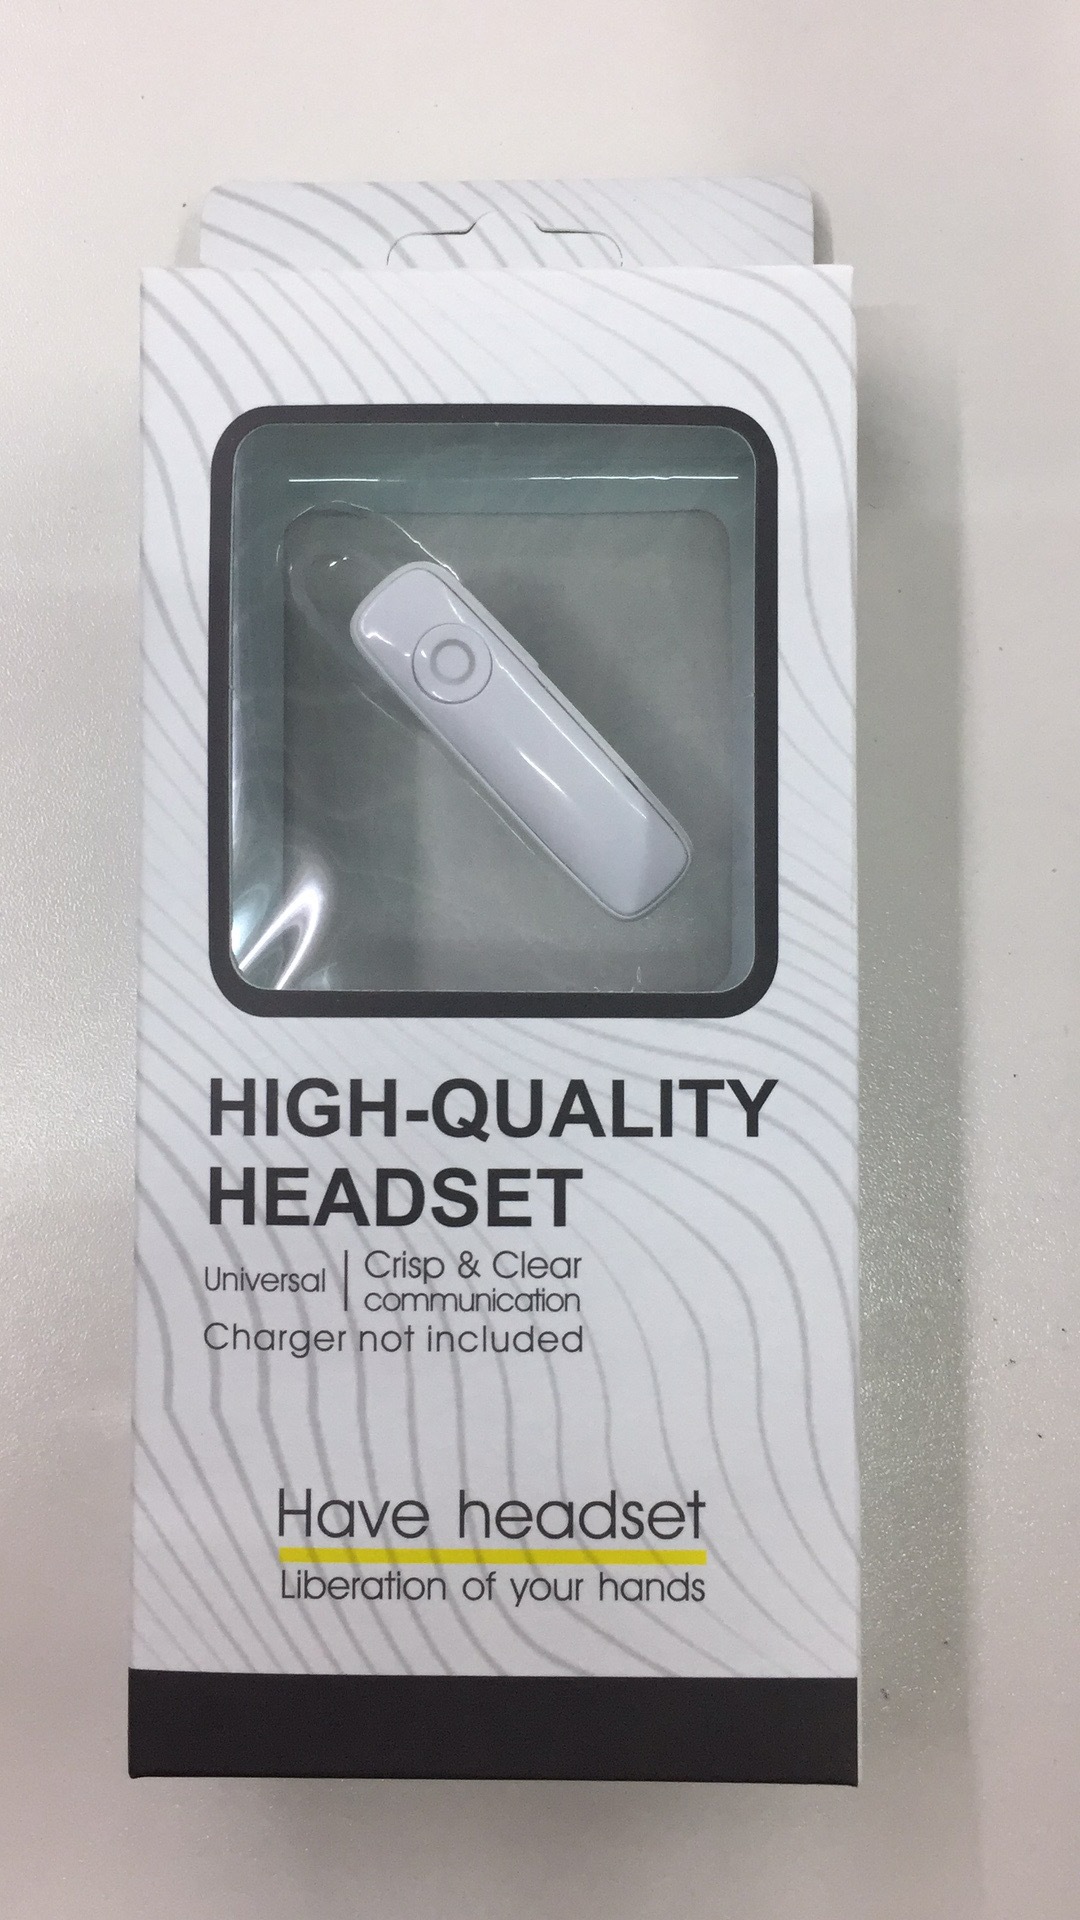 HIGH-QUALITY
HEADSET
Universal | Crisp & Clear
communication
Charger not included
Have headset
Liberation of your hands